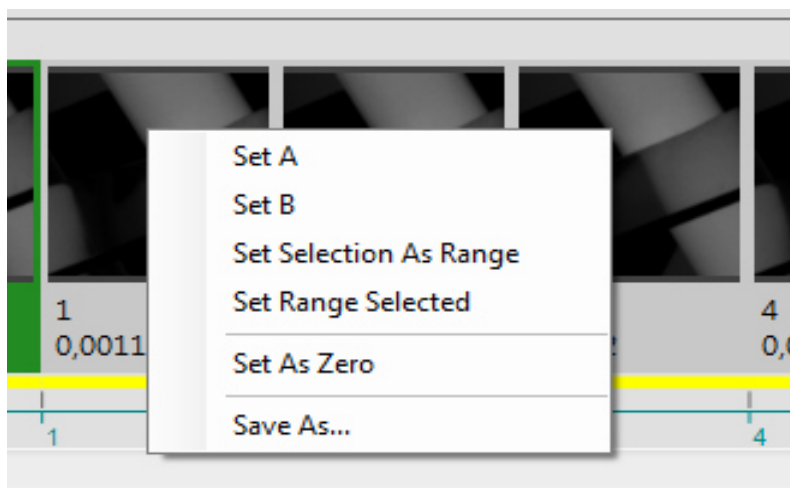 Set A
Set B
Set Selection As Range
Set Range Selected
Set As Zero
Save As...
1
0,0011
4
0,
1
4